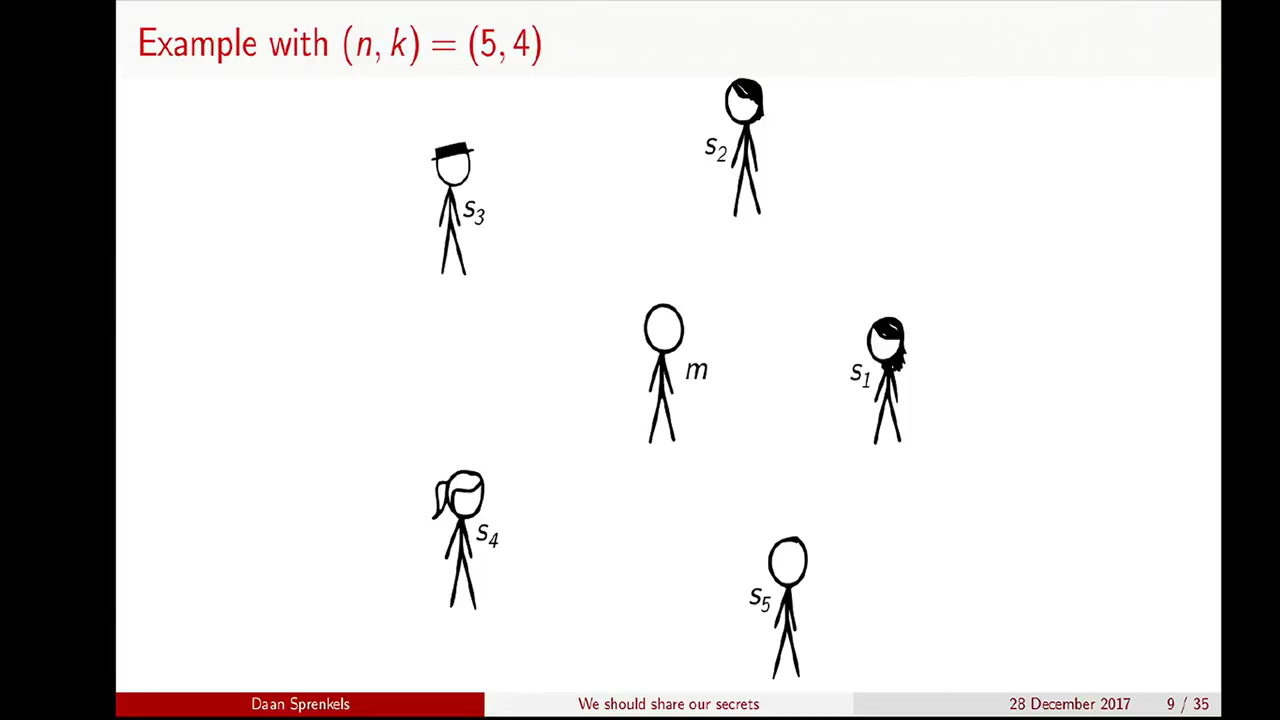 Example with (n, k) = (5, 4)
s₂
s₃
m
s₁
s₄
s₅
Daan Sprenkels
We should share our secrets
28 December 2017
9 / 35